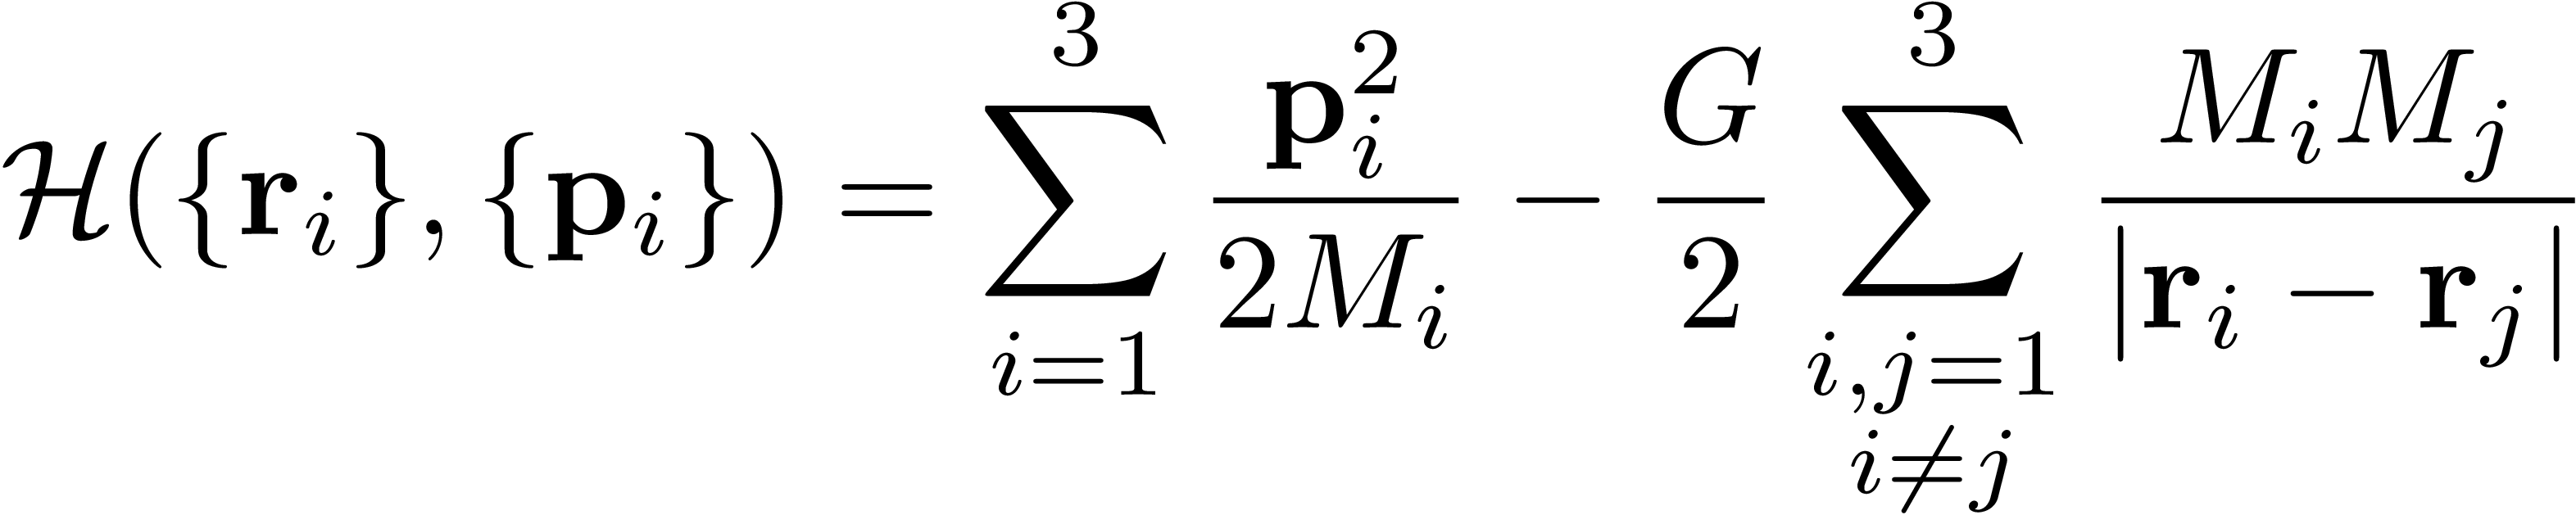 $\mathcal{H}(\{\mathbf{r}_i\}, \{\mathbf{p}_i\}) = \sum_{i=1}^{3} \frac{\mathbf{p}_i^2}{2M_i} - \frac{G}{2} \sum_{\substack{i,j=1 \\ i \neq j}}^{3} \frac{M_i M_j}{|\mathbf{r}_i - \mathbf{r}_j|}$